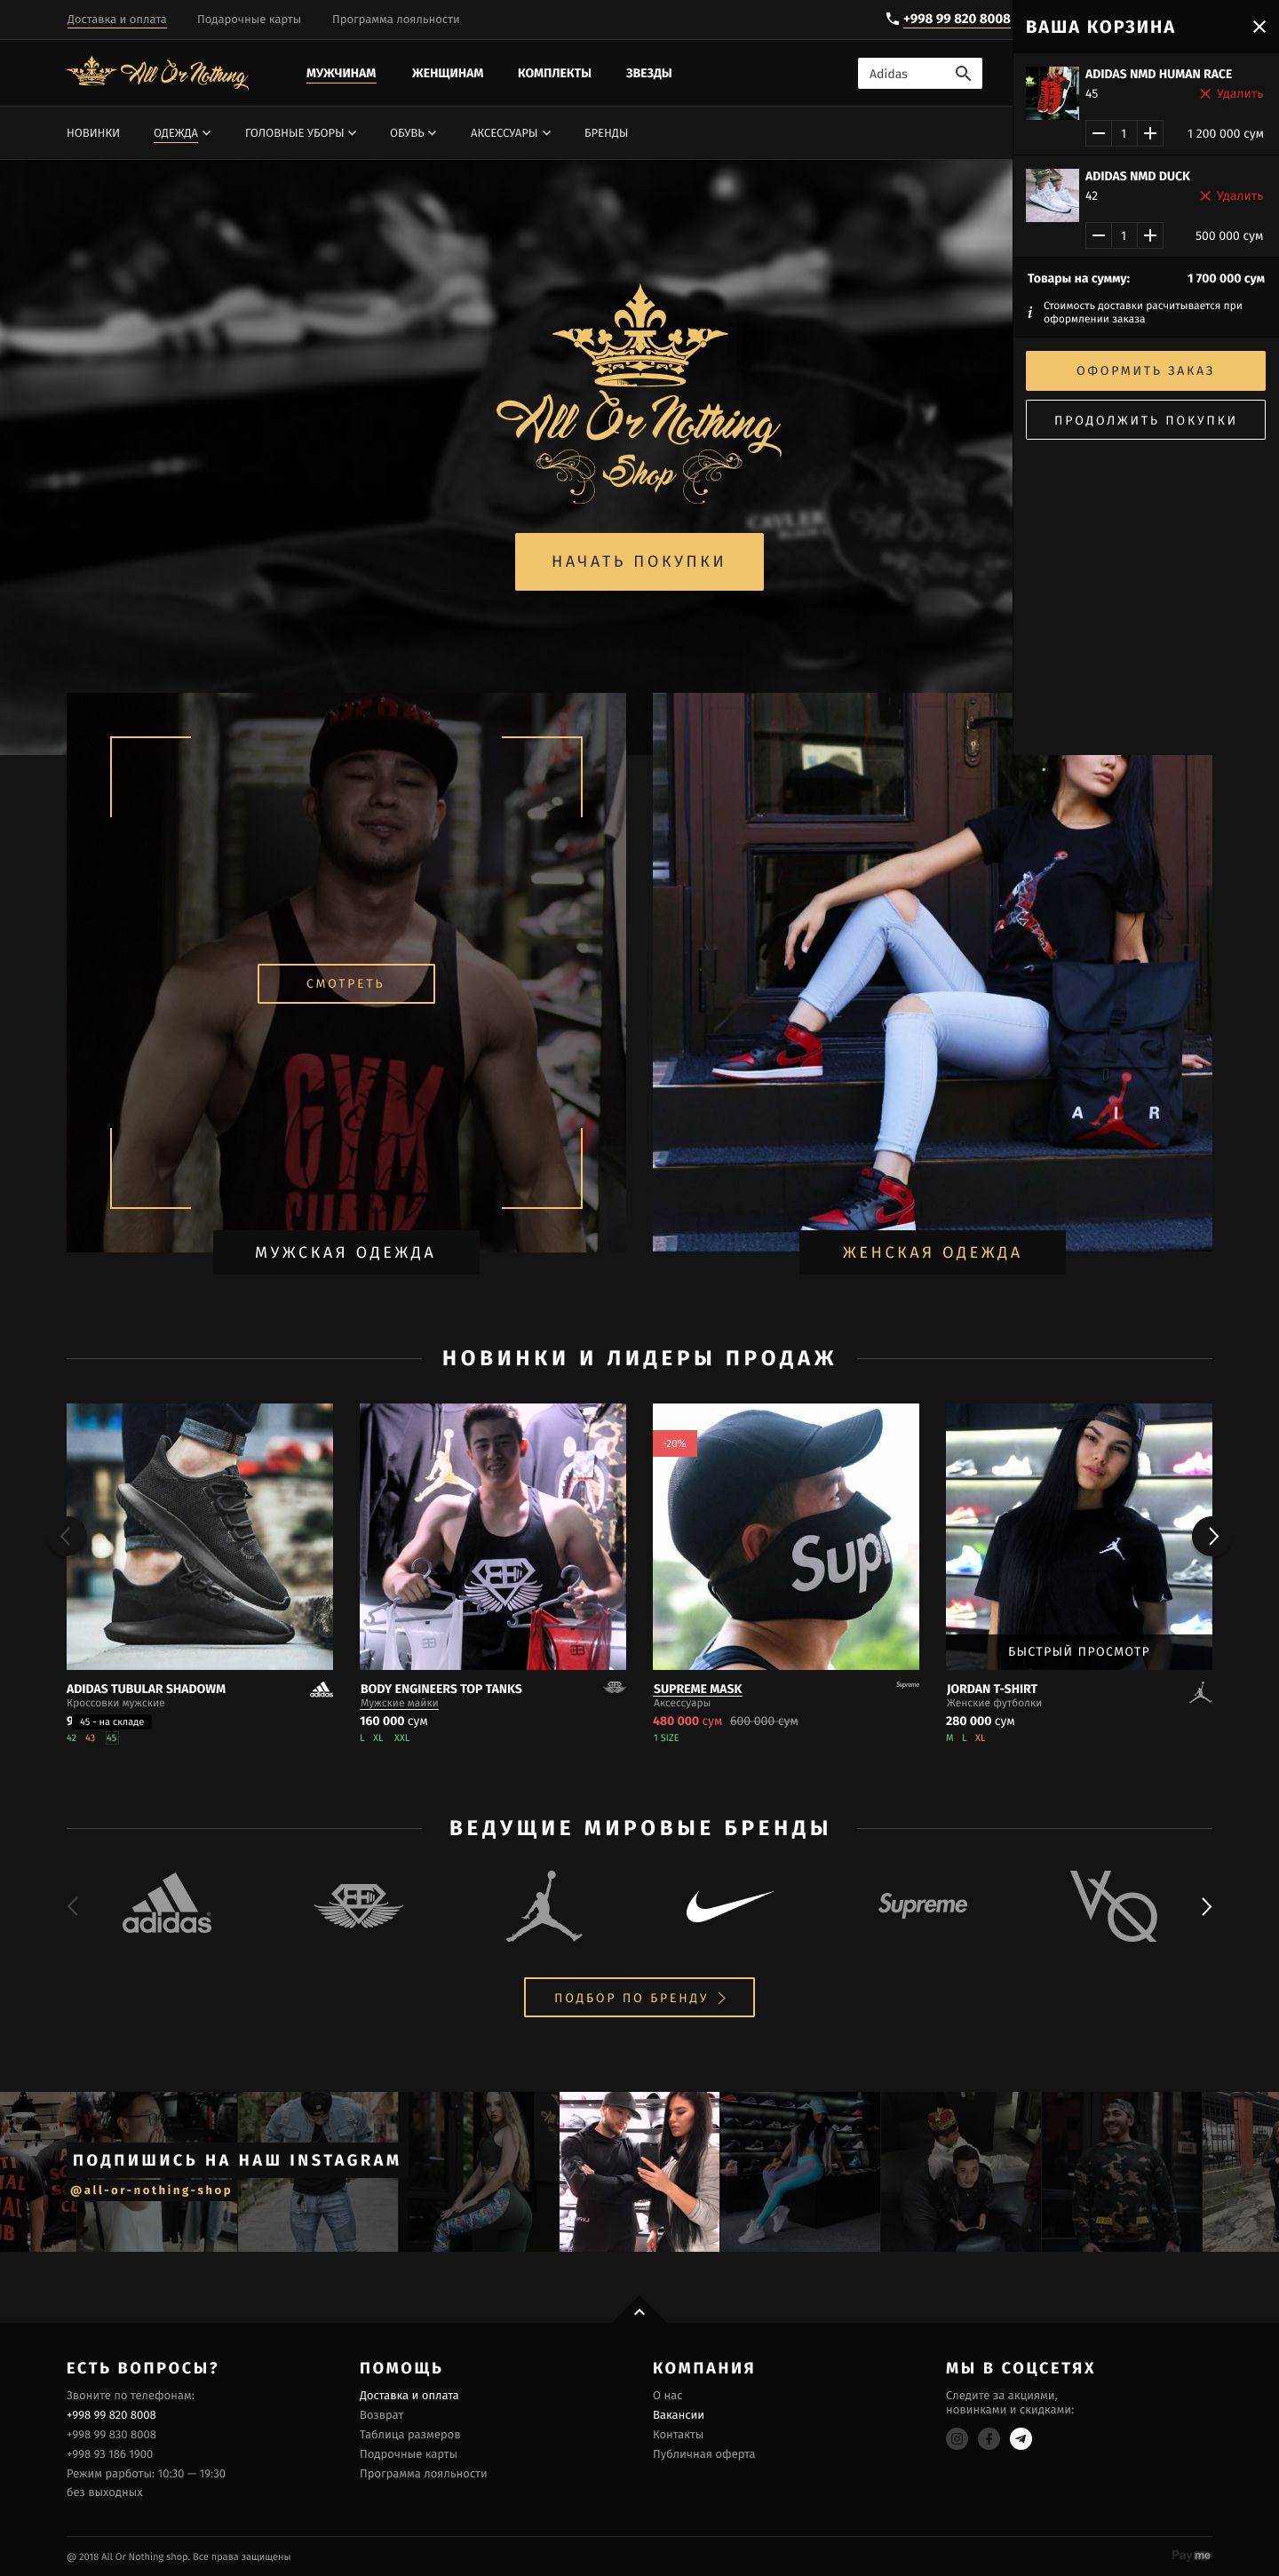 Доставка и оплата
Подарочные карты
Программа лояльности
+998 99 820 8008
All Or Nothing
МУЖЧИНАМ
ЖЕНЩИНАМ
КОМПЛЕКТЫ
ЗВЕЗДЫ
Adidas
НОВИНКИ
ОДЕЖДА
ГОЛОВНЫЕ УБОРЫ
ОБУВЬ
АКСЕССУАРЫ
БРЕНДЫ
ВАША КОРЗИНА
ADIDAS NMD HUMAN RACE
45
Удалить
1
1 200 000 сум
ADIDAS NMD DUCK
42
Удалить
1
500 000 сум
Товары на сумму:
1 700 000 сум
i
Стоимость доставки расчитывается при
оформлении заказа
ОФОРМИТЬ ЗАКАЗ
ПРОДОЛЖИТЬ ПОКУПКИ
All Or Nothing
Shop
CAYLER
НАЧАТЬ ПОКУПКИ
СМОТРЕТЬ
GYM
SHARK
AIR
МУЖСКАЯ ОДЕЖДА
ЖЕНСКАЯ ОДЕЖДА
НОВИНКИ И ЛИДЕРЫ ПРОДАЖ
-20%
Sup
БЫСТРЫЙ ПРОСМОТР
ADIDAS TUBULAR SHADOWM
adidas
Кроссовки мужские
9
45 - на складе
42 43 45
BODY ENGINEERS TOP TANKS
Мужские майки
160 000 сум
L XL XXL
SUPREME MASK
Supreme
Аксессуары
480 000 сум 600 000 сум
1 SIZE
JORDAN T-SHIRT
Женские футболки
280 000 сум
M L XL
ВЕДУЩИЕ МИРОВЫЕ БРЕНДЫ
adidas
Supreme
ПОДБОР ПО БРЕНДУ
ПОДПИШИСЬ НА НАШ INSTAGRAM
@all-or-nothing-shop
ЕСТЬ ВОПРОСЫ?
Звоните по телефонам:
+998 99 820 8008
+998 99 830 8008
+998 93 186 1900
Режим рарботы: 10:30 — 19:30
без выходных
ПОМОЩЬ
Доставка и оплата
Возврат
Таблица размеров
Подрочные карты
Программа лояльности
КОМПАНИЯ
О нас
Вакансии
Контакты
Публичная оферта
МЫ В СОЦСЕТЯХ
Следите за акциями,
новинками и скидками:
@ 2018 All Or Nothing shop. Все права защищены
Payme